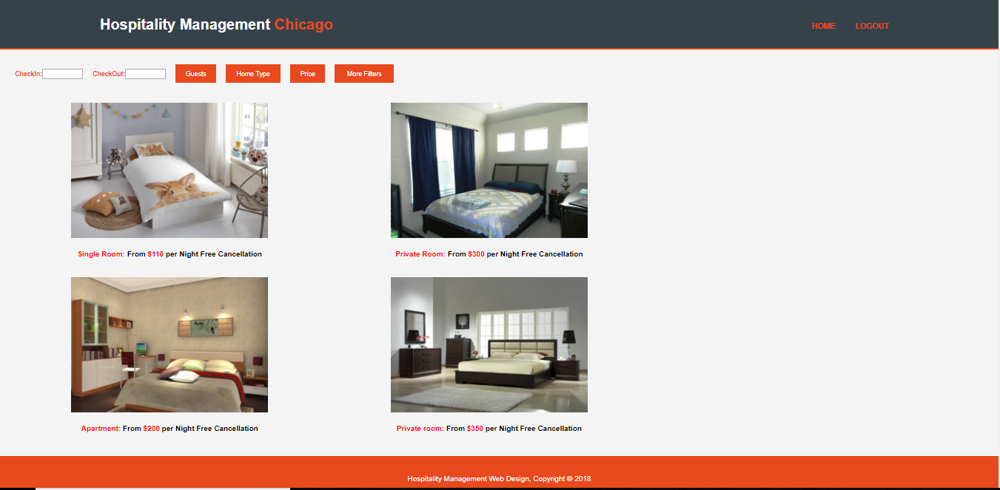 Hospitality Management Chicago
HOME LOGOUT
CheckIn: CheckOut: Guests Home Type Price More Filters
Single Room: From $110 per Night Free Cancellation
Private Room: From $300 per Night Free Cancellation
Apartment: From $200 per Night Free Cancellation
Private room: From $350 per Night Free Cancellation
Hospitality Management Web Design, Copyright © 2018